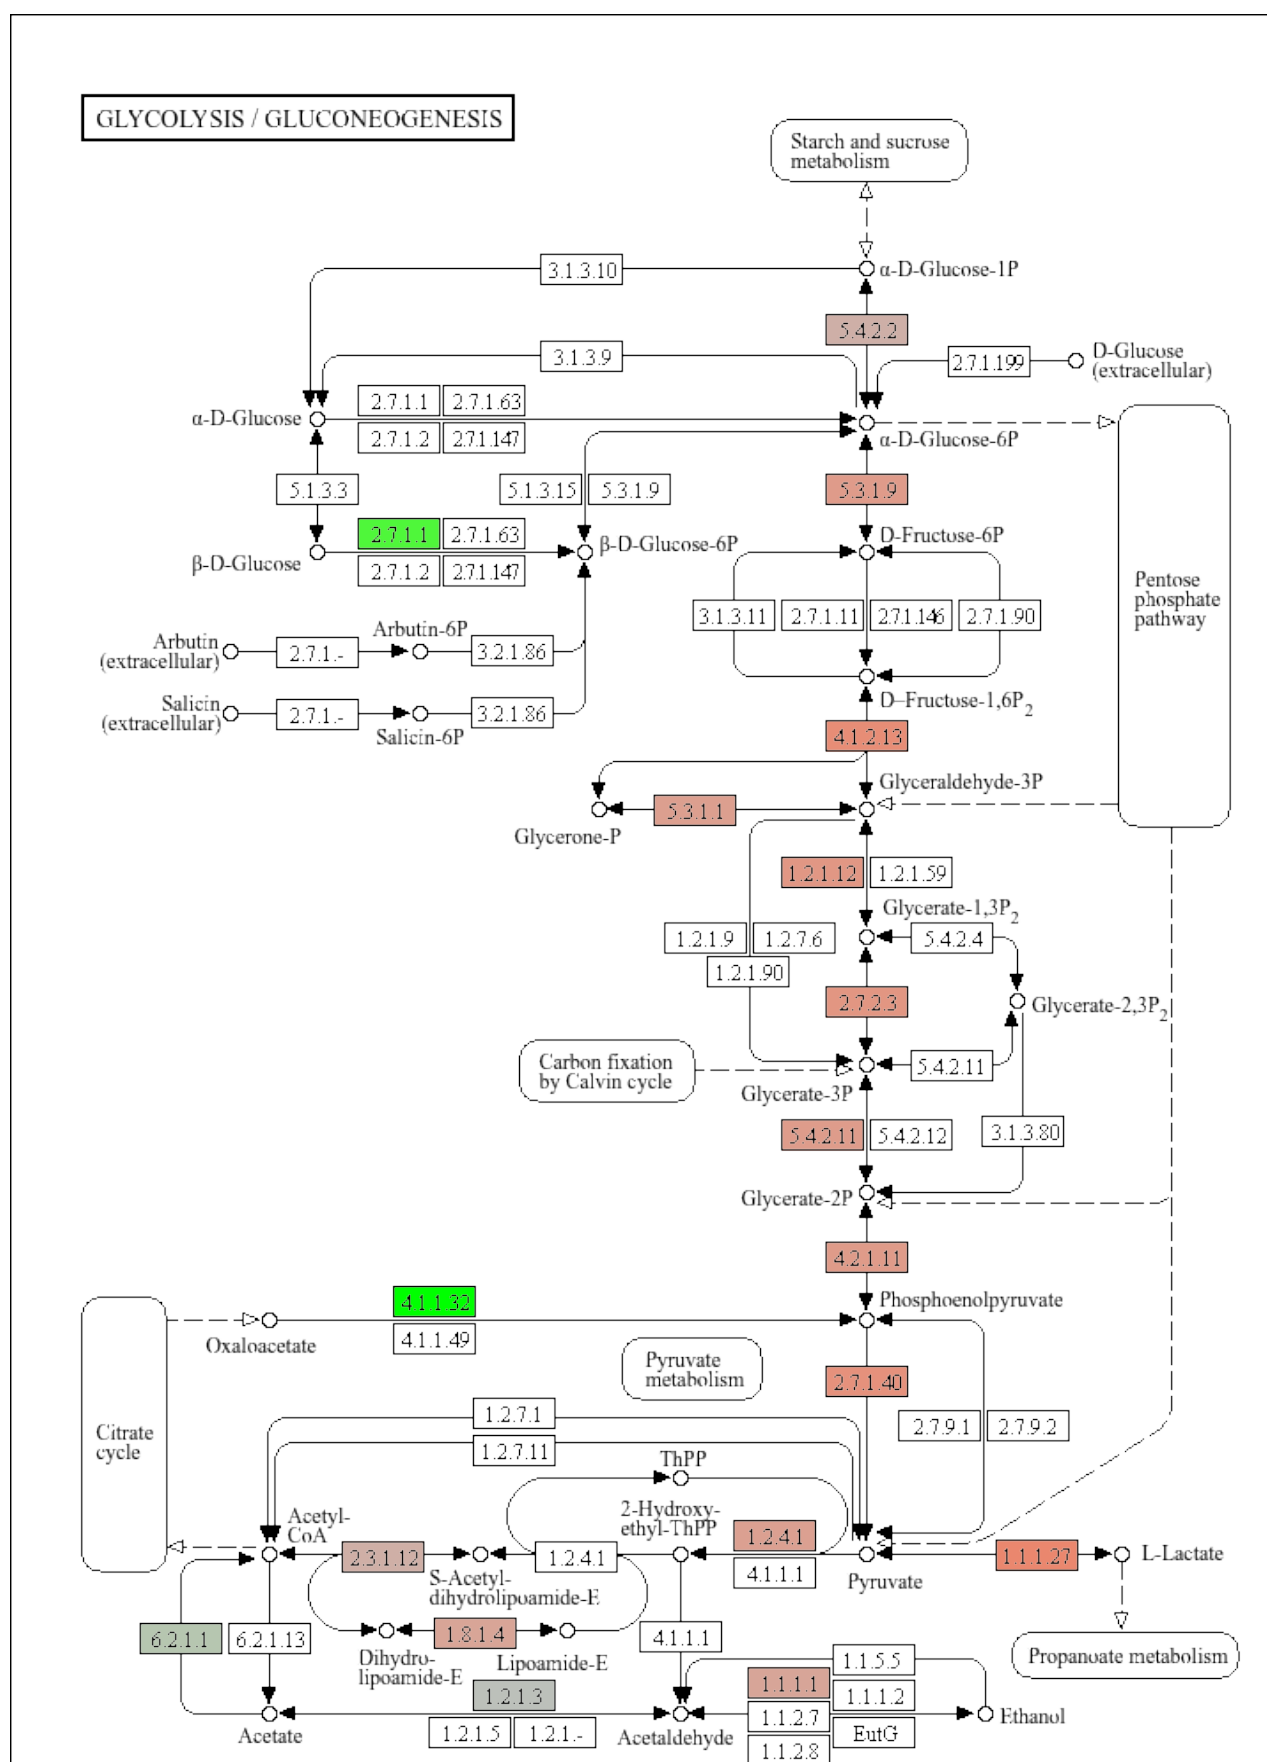 GLYCOLYSIS / GLUCONEOGENESIS
Starch and sucrose
metabolism
3.1.3.10
α-D-Glucose-1P
5.4.2.2
3.1.3.9
2.7.1.199
D-Glucose
(extracellular)
α-D-Glucose
2.7.1.1
2.7.1.63
2.7.1.2
2.7.1.147
α-D-Glucose-6P
5.1.3.3
5.1.3.15
5.3.1.9
5.3.1.9
2.7.1.1
2.7.1.63
β-D-Glucose
2.7.1.2
2.7.1.147
β-D-Glucose-6P
D-Fructose-6P
Pentose
phosphate
pathway
3.1.3.11
2.7.1.11
2.7.1.146
2.7.1.90
Arbutin
(extracellular)
2.7.1.-
Arbutin-6P
3.2.1.86
Salicin
(extracellular)
2.7.1.-
Salicin-6P
3.2.1.86
D-Fructose-1,6P2
4.1.2.13
Glyceraldehyde-3P
5.3.1.1
Glycerone-P
1.2.1.12
1.2.1.59
Glycerate-1,3P2
1.2.1.9
1.2.7.6
5.4.2.4
1.2.1.90
2.7.2.3
Glycerate-2,3P2
Carbon fixation
by Calvin cycle
5.4.2.11
Glycerate-3P
5.4.2.11
5.4.2.12
3.1.3.80
Glycerate-2P
4.2.1.11
4.1.1.32
Phosphoenolpyruvate
Oxaloacetate
4.1.1.49
Pyruvate
metabolism
2.7.1.40
Citrate
cycle
1.2.7.1
2.7.9.1
2.7.9.2
1.2.7.11
ThPP
Acetyl-
CoA
2-Hydroxy-
ethyl-ThPP
1.2.4.1
2.3.1.12
1.2.4.1
4.1.1.1
Pyruvate
1.1.1.27
L-Lactate
S-Acetyl-
dihydrolipoamide-E
6.2.1.1
6.2.1.13
1.8.1.4
4.1.1.1
Dihydro-
lipoamide-E
Lipoamide-E
Propanoate metabolism
1.1.5.5
1.1.1.1
1.2.1.3
1.1.1.2
Acetate
1.2.1.5
1.2.1.-
Acetaldehyde
1.1.2.7
Ethanol
EutG
1.1.2.8